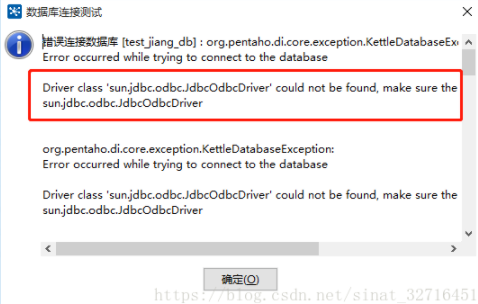 数据库连接测试
错误连接数据库 [test_jiang_db] : org.pentaho.di.core.exception.KettleDatabaseEx
Error occurred while trying to connect to the database
Driver class 'sun.jdbc.odbc.JdbcOdbcDriver' could not be found, make sure the
sun.jdbc.odbc.JdbcOdbcDriver
org.pentaho.di.core.exception.KettleDatabaseException:
Error occurred while trying to connect to the database
Driver class 'sun.jdbc.odbc.JdbcOdbcDriver' could not be found, make sure the
sun.jdbc.odbc.JdbcOdbcDriver
确定(O)
https://blog.csdn.net/sinat_32716451